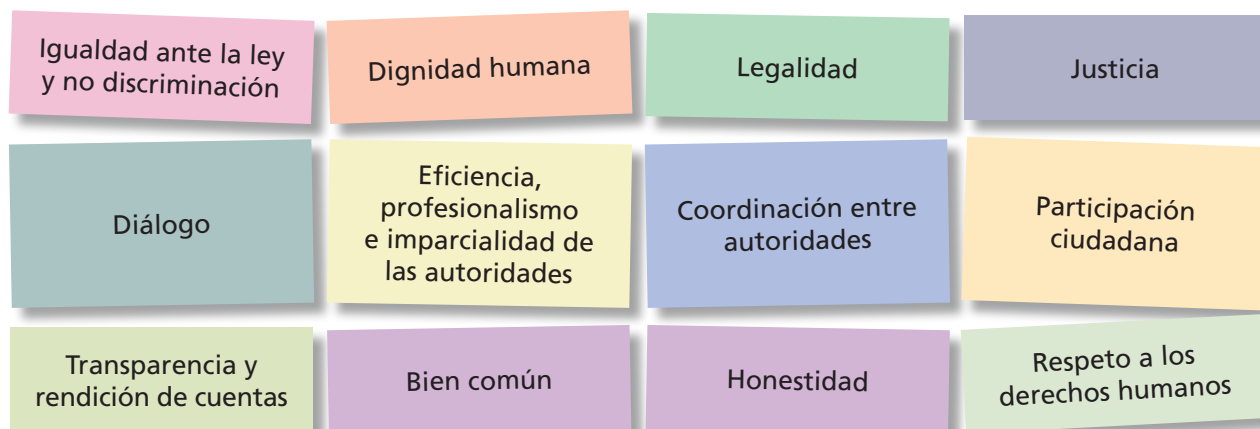 Igualdad ante la ley
y no discriminación
Dignidad humana
Legalidad
Justicia
Diálogo
Eficiencia,
profesionalismo
e imparcialidad de
las autoridades
Coordinación entre
autoridades
Participación
ciudadana
Transparencia y
rendición de cuentas
Bien común
Honestidad
Respeto a los
derechos humanos